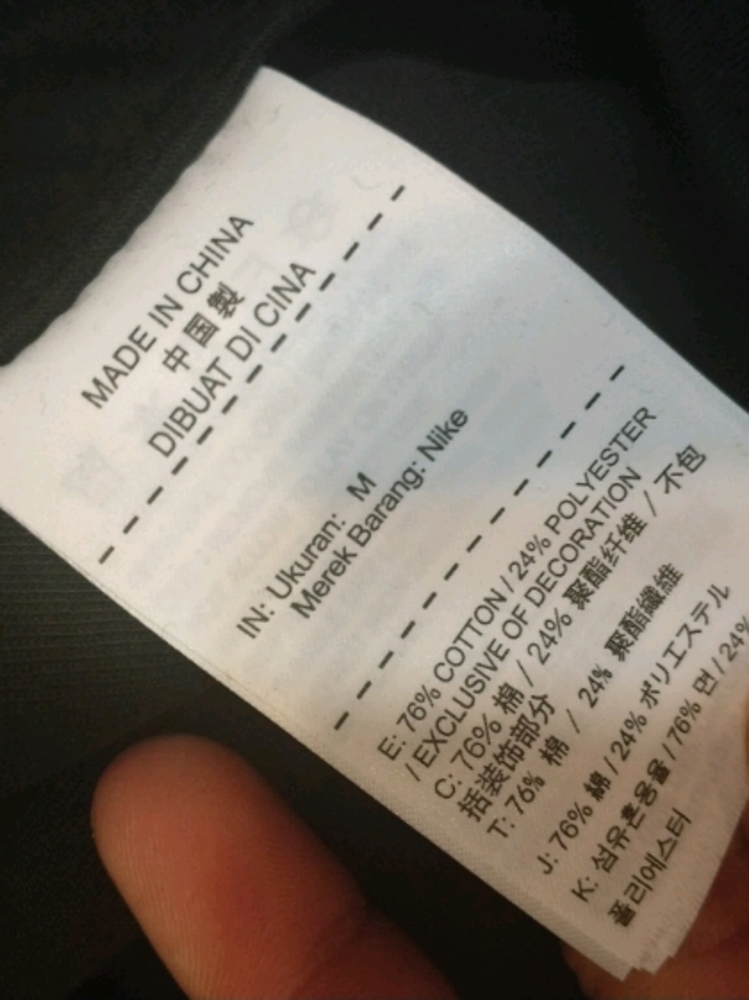 MADE IN CHINA
中国製
DIBUAT DI CINA
IN: Ukuran: M
Merek Barang: Nike
E: 76% COTTON / 24% POLYESTER
/ EXCLUSIVE OF DECORATION
C: 76% 棉 / 24% 聚酯纤维 / 不包
括装饰部分
T: 76% 棉 / 24% 聚酯纖維
J: 76% 綿 / 24% ポリエステル
K: 섬유혼용율 / 76% 면 / 24%
폴리에스터